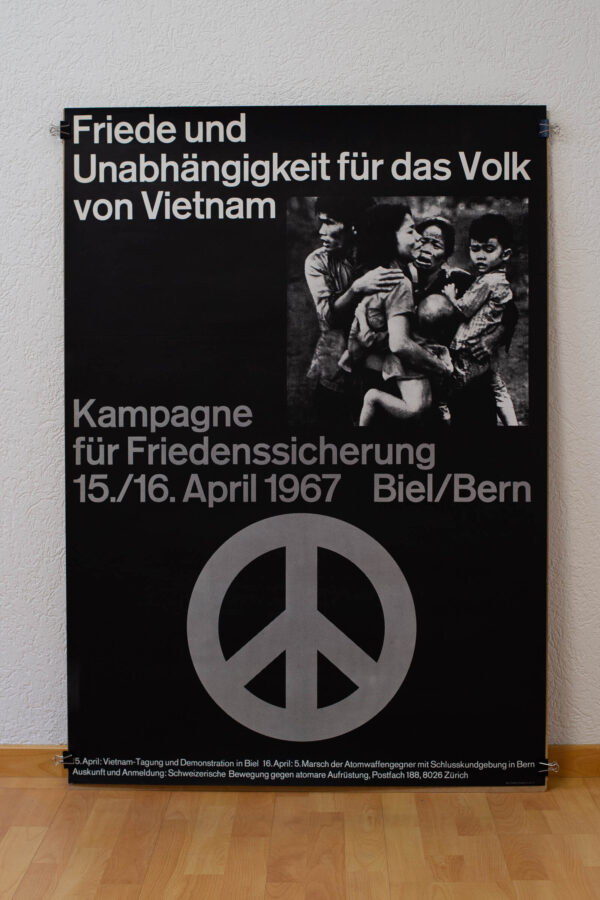 Friede und
Unabhängigkeit für das Volk
von Vietnam
Kampagne
für Friedenssicherung
15./16. April 1967 Biel/Bern
5. April: Vietnam-Tagung und Demonstration in Biel 16. April: 5. Marsch der Atomwaffengegner mit Schlusskundgebung in Bern
Auskunft und Anmeldung: Schweizerische Bewegung gegen atomare Aufrüstung, Postfach 188, 8026 Zürich